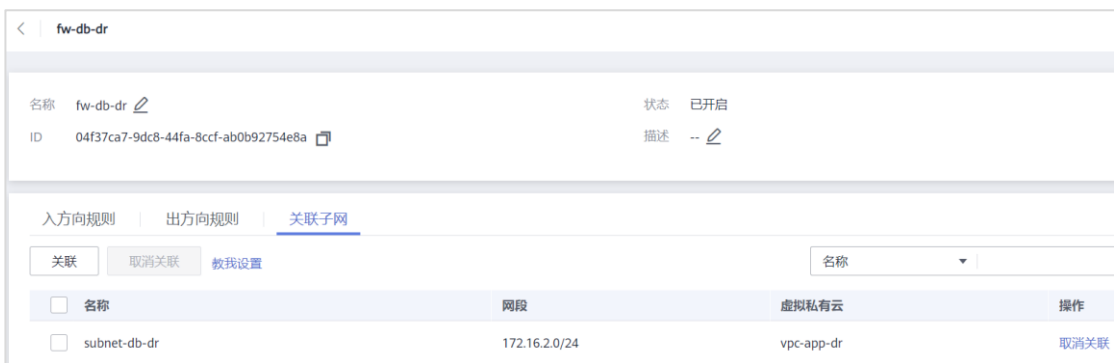 fw-db-dr
名称 fw-db-dr 状态 已开启
ID 04f37ca7-9dc8-44fa-8ccf-ab0b92754e8a 描述 --
入方向规则 出方向规则 关联子网
关联 取消关联 教我设置 名称
名称 网段 虚拟私有云 操作
subnet-db-dr 172.16.2.0/24 vpc-app-dr 取消关联